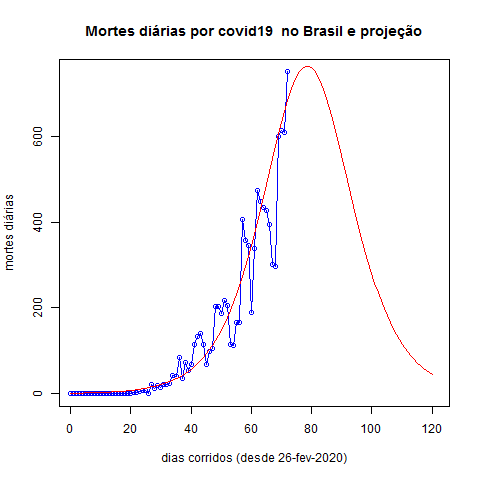 Mortes diárias por covid19  no Brasil e projeção
mortes diárias
600
400
200
0
0 20 40 60 80 100 120
dias corridos (desde 26-fev-2020)